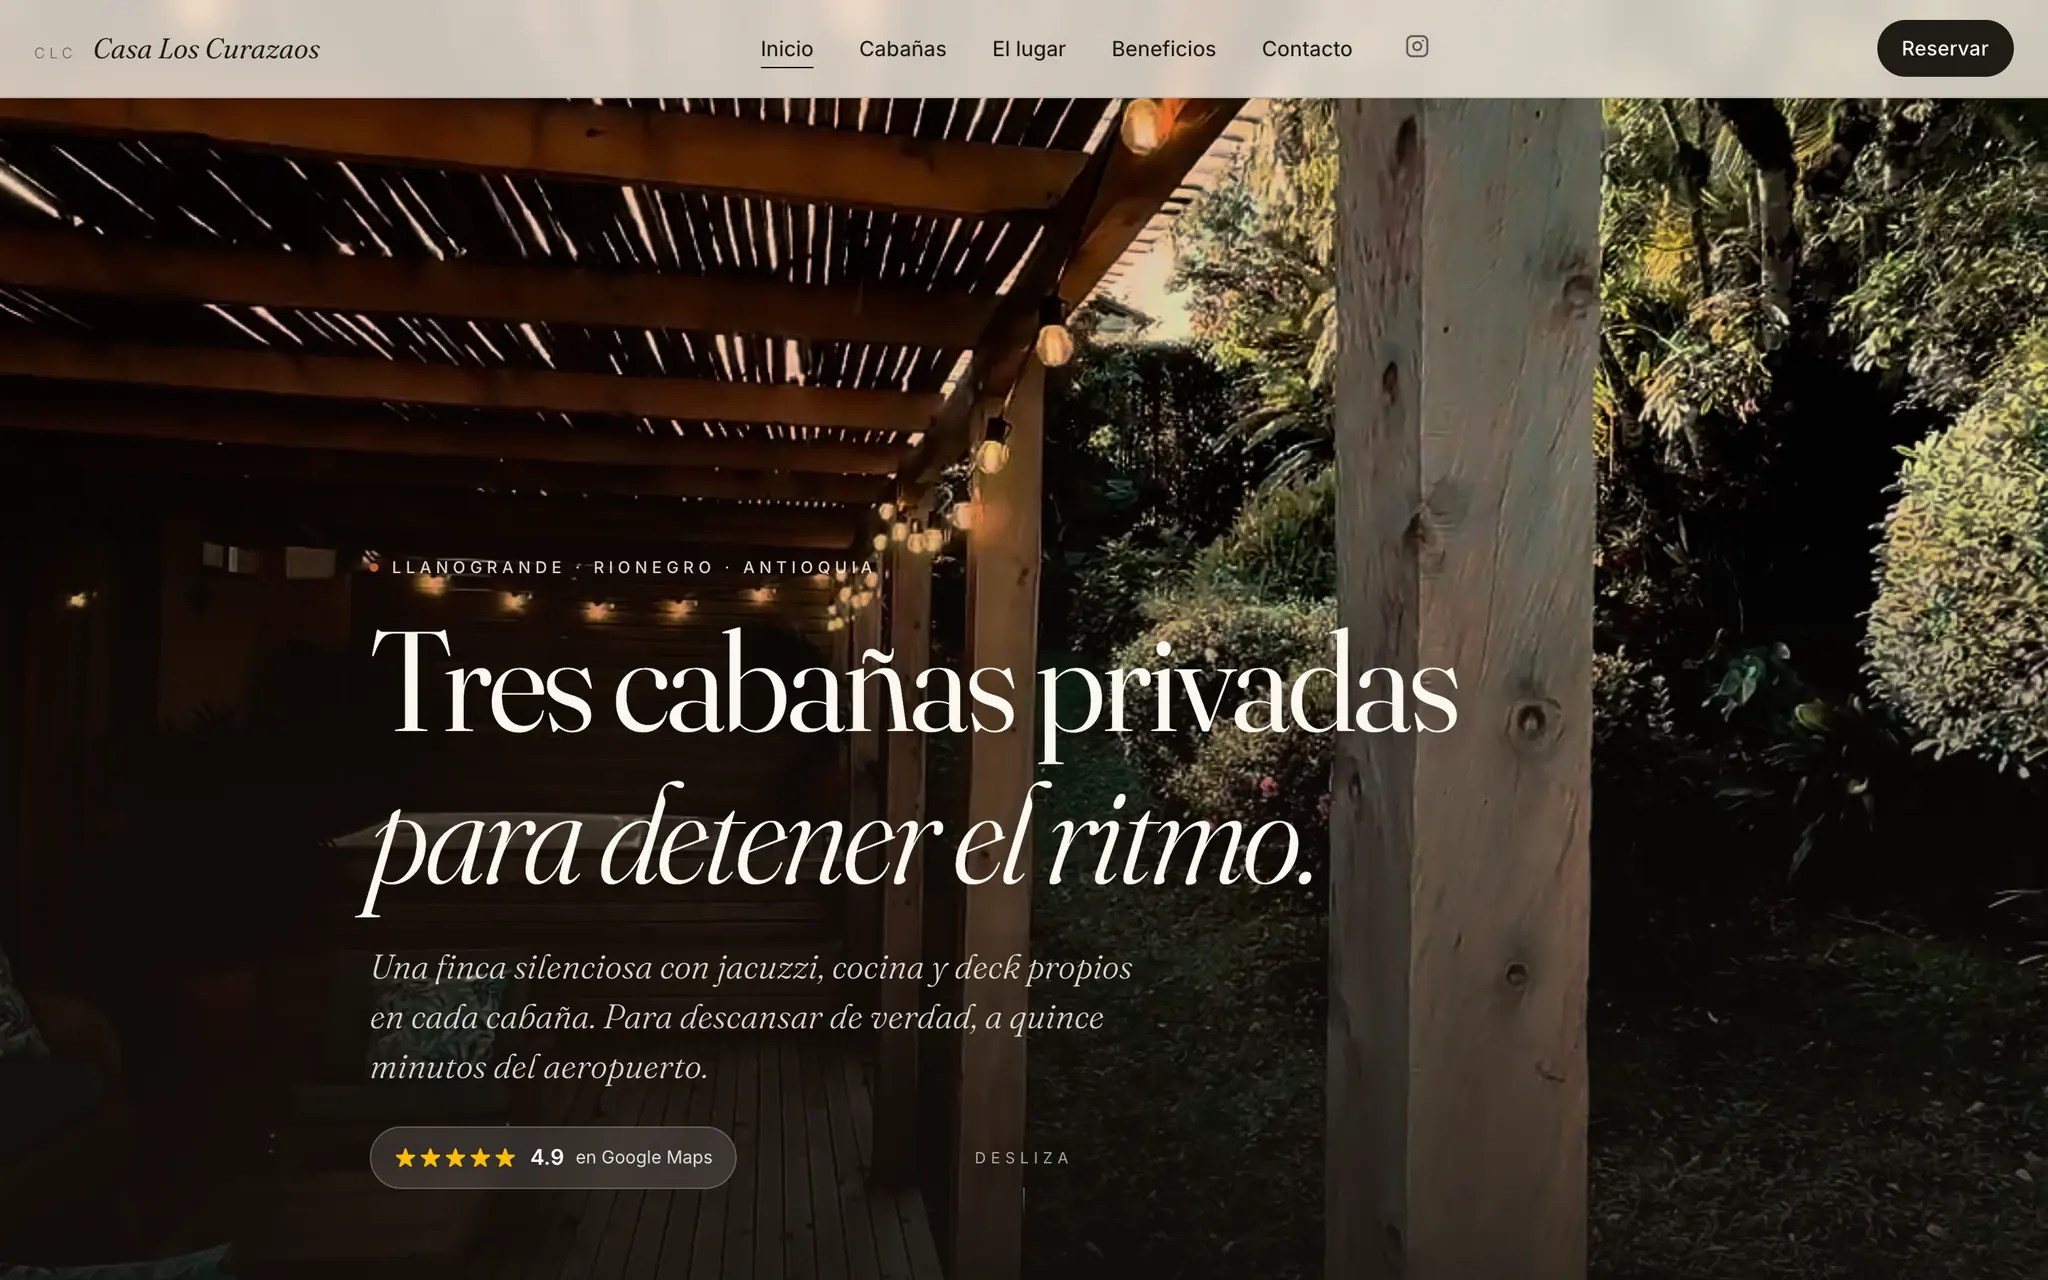 CLC Casa Los Curazaos
Inicio Cabañas El lugar Beneficios Contacto
Reservar
LLANOGRANDE · RIONEGRO · ANTIOQUIA
Tres cabañas privadas
para detener el ritmo.
Una finca silenciosa con jacuzzi, cocina y deck propios
en cada cabaña. Para descansar de verdad, a quince
minutos del aeropuerto.
4.9 en Google Maps
DESLIZA